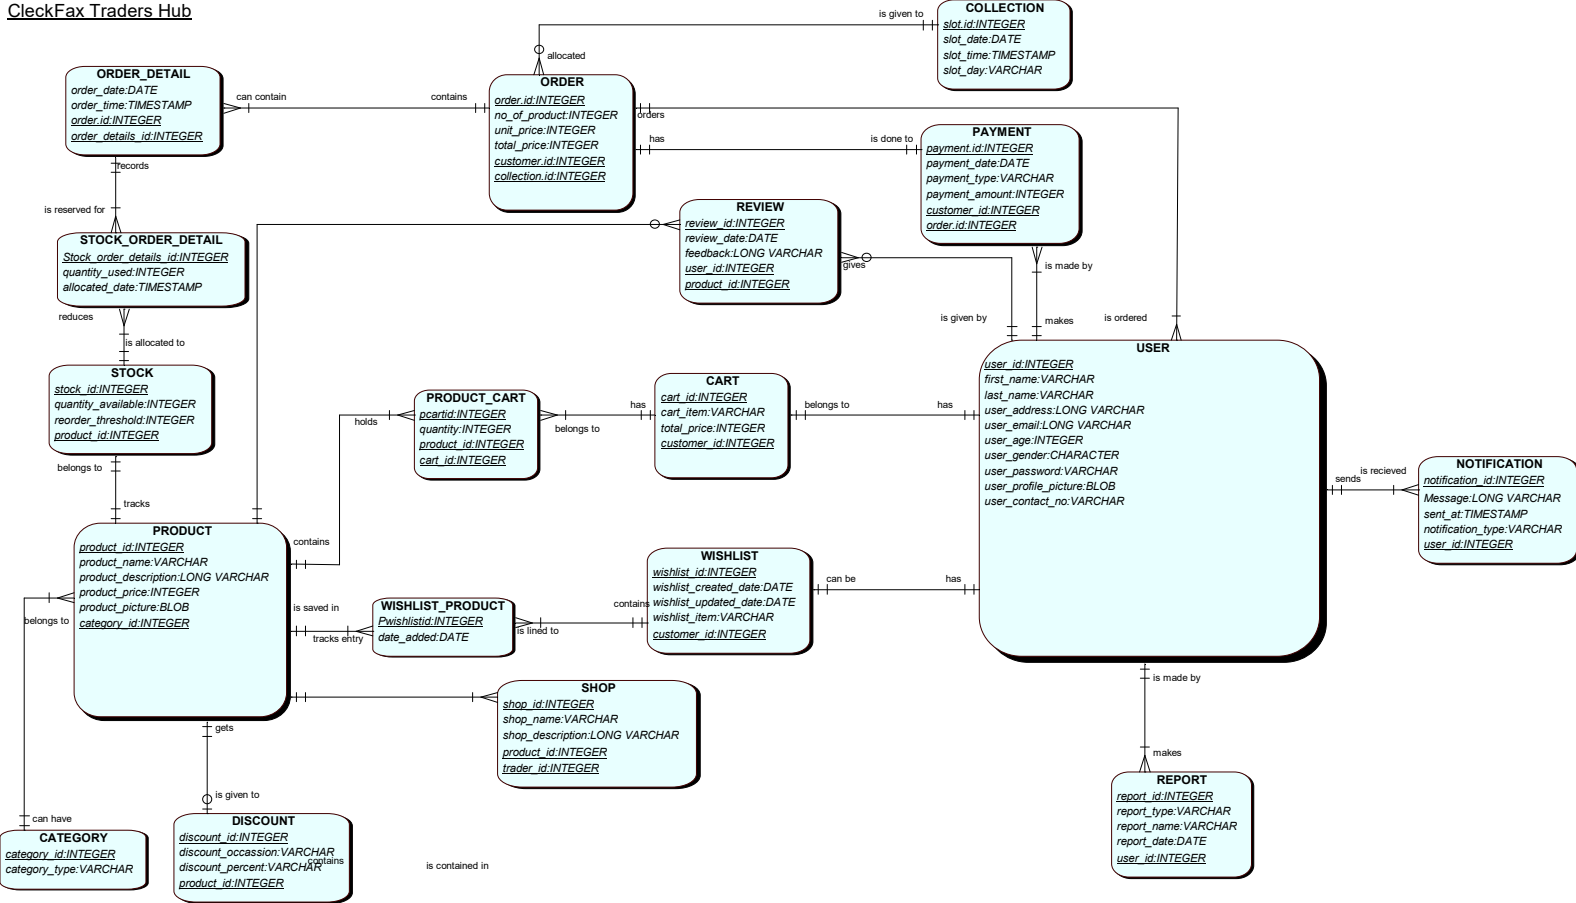 CleckFax Traders Hub
COLLECTION
slot.id:INTEGER
slot_date:DATE
slot_time:TIMESTAMP
slot_day:VARCHAR
is given to
allocated
ORDER_DETAIL
order_date:DATE
order_time:TIMESTAMP
order.id:INTEGER
order_details_id:INTEGER
can contain
contains
ORDER
order.id:INTEGER
no_of_product:INTEGER
unit_price:INTEGER
total_price:INTEGER
customer.id:INTEGER
collection.id:INTEGER
orders
has
is done to
PAYMENT
payment.id:INTEGER
payment_date:DATE
payment_type:VARCHAR
payment_amount:INTEGER
customer_id:INTEGER
order.id:INTEGER
records
is reserved for
REVIEW
review_id:INTEGER
review_date:DATE
feedback:LONG VARCHAR
user_id:INTEGER
product_id:INTEGER
gives
is made by
STOCK_ORDER_DETAIL
Stock_order_details_id:INTEGER
quantity_used:INTEGER
allocated_date:TIMESTAMP
reduces
is allocated to
is given by
makes
is ordered
STOCK
stock_id:INTEGER
quantity_available:INTEGER
reorder_threshold:INTEGER
product_id:INTEGER
belongs to
tracks
holds
PRODUCT_CART
pcartid:INTEGER
quantity:INTEGER
product_id:INTEGER
cart_id:INTEGER
belongs to
has
CART
cart_id:INTEGER
cart_item:VARCHAR
total_price:INTEGER
customer_id:INTEGER
belongs to
has
USER
user_id:INTEGER
first_name:VARCHAR
last_name:VARCHAR
user_address:LONG VARCHAR
user_email:LONG VARCHAR
user_age:INTEGER
user_gender:CHARACTER
user_password:VARCHAR
user_profile_picture:BLOB
user_contact_no:VARCHAR
sends
is recieved
NOTIFICATION
notification_id:INTEGER
Message:LONG VARCHAR
sent_at:TIMESTAMP
notification_type:VARCHAR
user_id:INTEGER
PRODUCT
product_id:INTEGER
product_name:VARCHAR
product_description:LONG VARCHAR
product_price:INTEGER
product_picture:BLOB
category_id:INTEGER
contains
is saved in
tracks entry
belongs to
WISHLIST_PRODUCT
Pwishlistid:INTEGER
date_added:DATE
is lined to
contains
WISHLIST
wishlist_id:INTEGER
wishlist_created_date:DATE
wishlist_updated_date:DATE
wishlist_item:VARCHAR
customer_id:INTEGER
can be
has
SHOP
shop_id:INTEGER
shop_name:VARCHAR
shop_description:LONG VARCHAR
product_id:INTEGER
trader_id:INTEGER
is made by
makes
gets
is given to
can have
CATEGORY
category_id:INTEGER
category_type:VARCHAR
DISCOUNT
discount_id:INTEGER
discount_occassion:VARCHAR
discount_percent:VARCHAR
product_id:INTEGER
contains
is contained in
REPORT
report_id:INTEGER
report_type:VARCHAR
report_name:VARCHAR
report_date:DATE
user_id:INTEGER